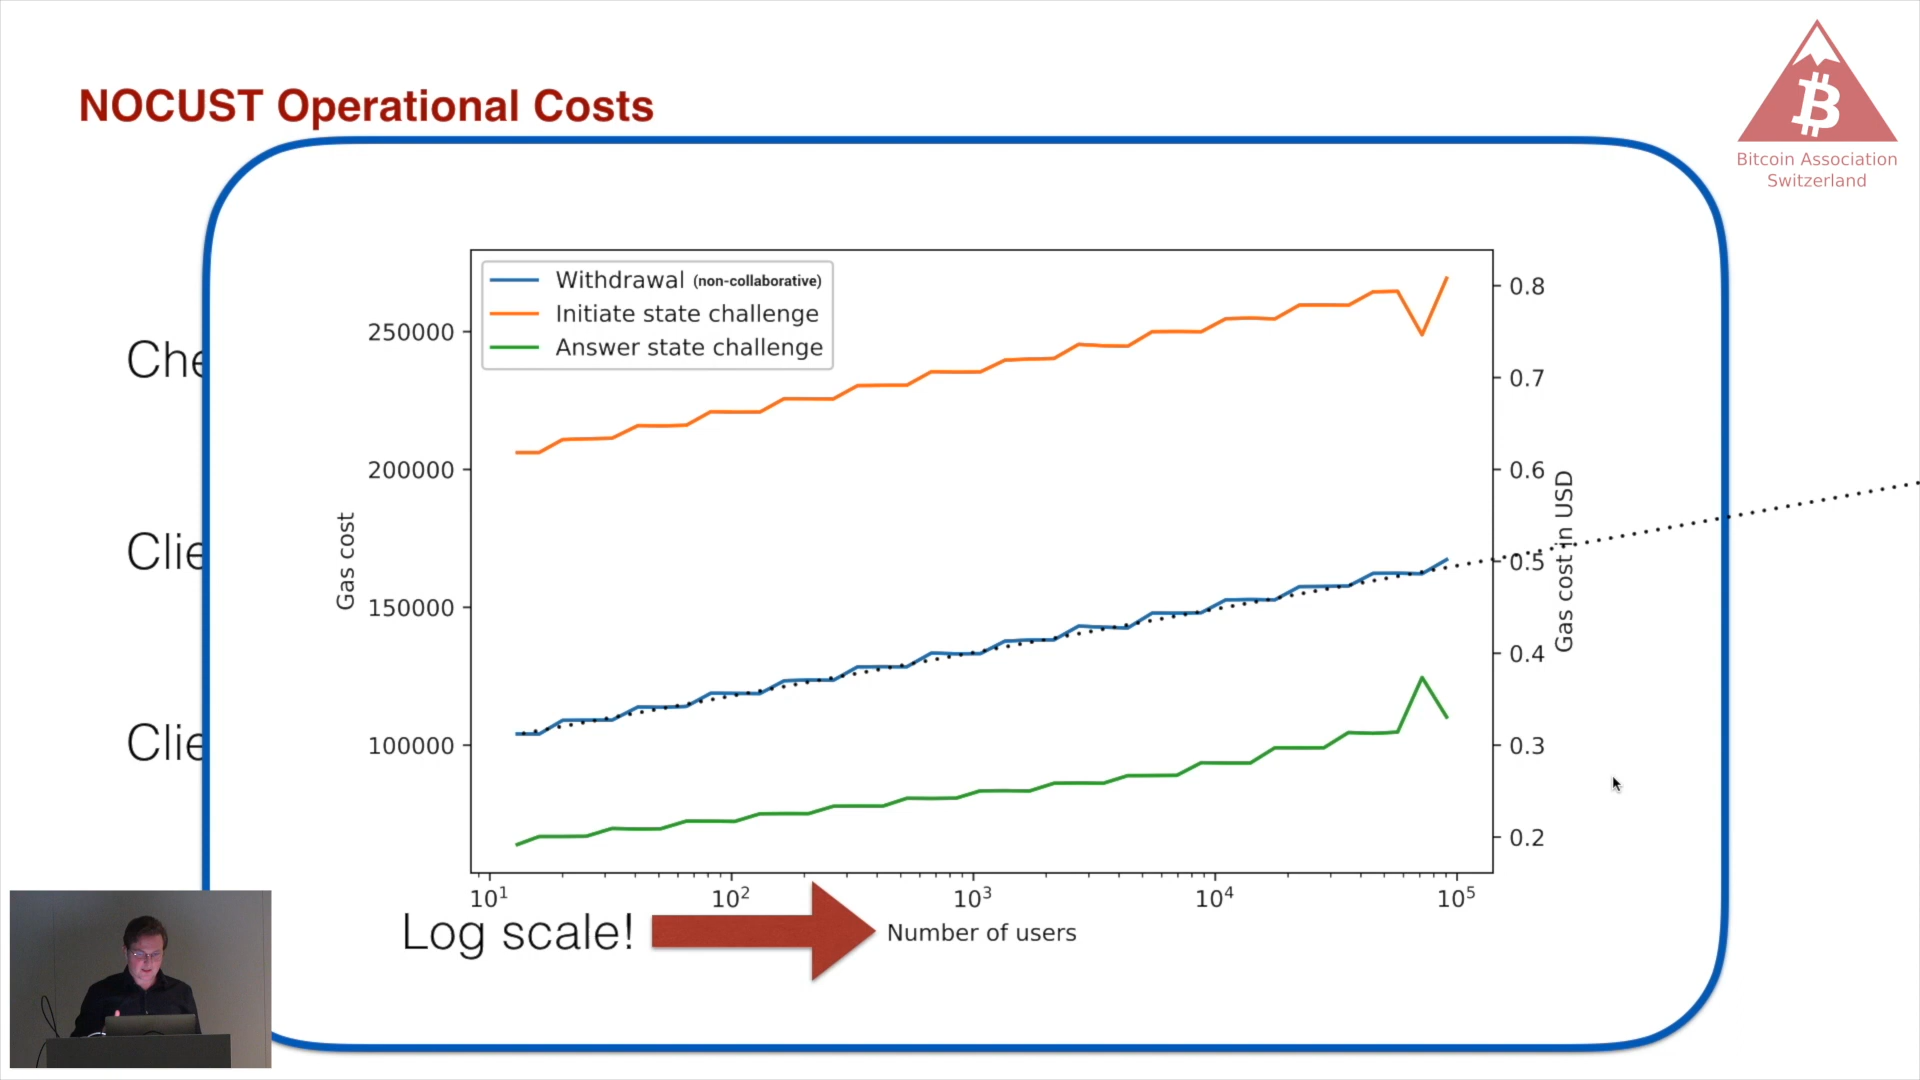 NOCUST Operational Costs
Bitcoin Association
Switzerland
Che
Clie
Clie
Withdrawal (non-collaborative)
Initiate state challenge
Answer state challenge
Gas cost
250000
200000
150000
100000
0.8
0.7
0.6
0.5
0.4
0.3
0.2
Gas cost in USD
10¹
10²
10³
10⁴
10⁵
Log scale!
Number of users